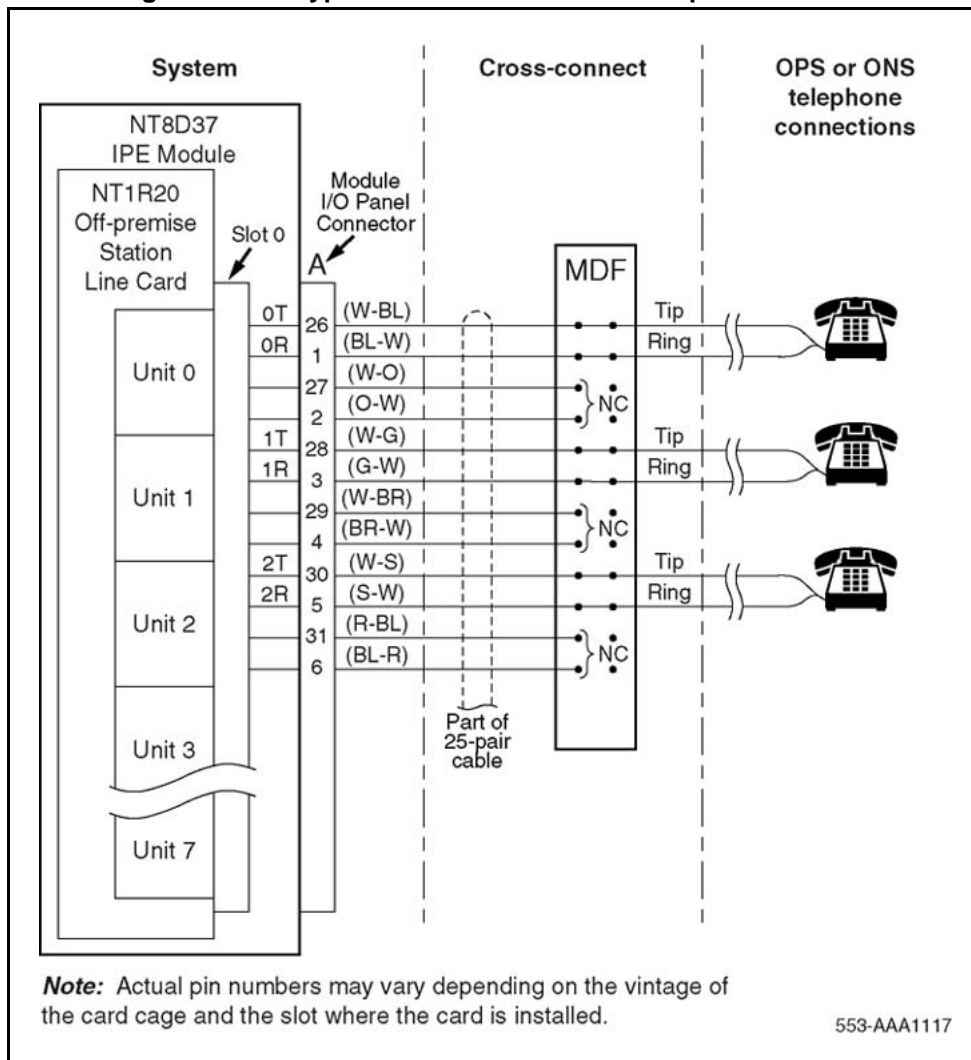 System
Cross-connect
OPS or ONS
telephone
connections
NT8D37
IPE Module
NT1R20
Off-premise
Station
Line Card
Slot 0
Module
I/O Panel
Connector
A
MDF
Unit 0
Unit 1
Unit 2
Unit 3
Unit 7
0T 26 (W-BL) Tip
0R 1 (BL-W) Ring
27 (W-O)
2 (O-W)
NC
1T 28 (W-G) Tip
1R 3 (G-W) Ring
29 (W-BR)
4 (BR-W)
NC
2T 30 (W-S) Tip
2R 5 (S-W) Ring
31 (R-BL)
6 (BL-R)
NC
Part of
25-pair
cable
Note: Actual pin numbers may vary depending on the vintage of
the card cage and the slot where the card is installed.
553-AAA1117